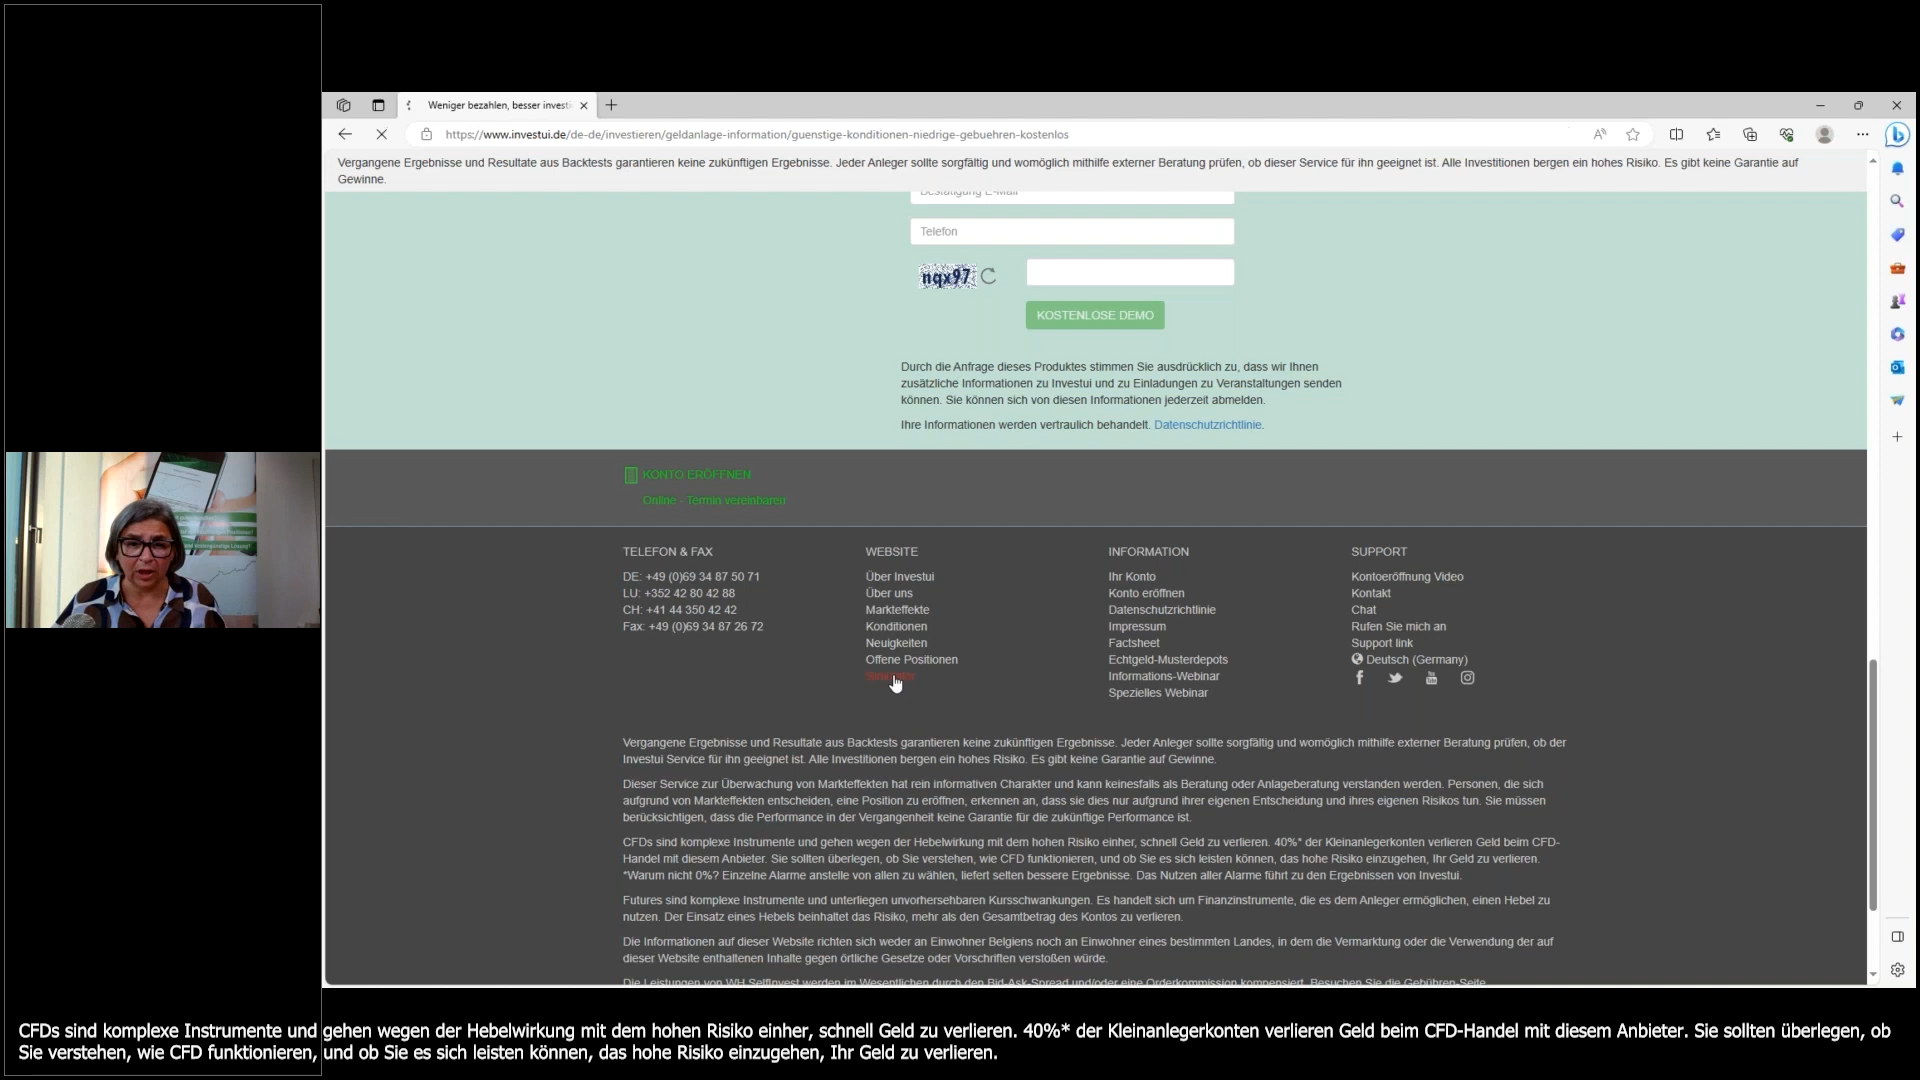 Weniger bezahlen, besser investi
https://www.investui.de/de-de/investieren/geldanlage-information/guenstige-konditionen-niedrige-gebuehren-kostenlos
Vergangene Ergebnisse und Resultate aus Backtests garantieren keine zukünftigen Ergebnisse. Jeder Anleger sollte sorgfältig und womöglich mithilfe externer Beratung prüfen, ob dieser Service für ihn geeignet ist. Alle Investitionen bergen ein hohes Risiko. Es gibt keine Garantie auf
Gewinne.
Bestätigung E-Mail
Telefon
nqx97
KOSTENLOSE DEMO
Durch die Anfrage dieses Produktes stimmen Sie ausdrücklich zu, dass wir Ihnen
zusätzliche Informationen zu Investui und zu Einladungen zu Veranstaltungen senden
können. Sie können sich von diesen Informationen jederzeit abmelden.
Ihre Informationen werden vertraulich behandelt. Datenschutzrichtlinie.
KONTO ERÖFFNEN
Online - Termin vereinbaren
TELEFON & FAX
DE: +49 (0)69 34 87 50 71
LU: +352 42 80 42 88
CH: +41 44 350 42 42
Fax: +49 (0)69 34 87 26 72
WEBSITE
Über Investui
Über uns
Markteffekte
Konditionen
Neuigkeiten
Offene Positionen
INFORMATION
Ihr Konto
Konto eröffnen
Datenschutzrichtlinie
Impressum
Factsheet
Echtgeld-Musterdepots
Informations-Webinar
Spezielles Webinar
SUPPORT
Kontoeröffnung Video
Kontakt
Chat
Rufen Sie mich an
Support link
Deutsch (Germany)
Vergangene Ergebnisse und Resultate aus Backtests garantieren keine zukünftigen Ergebnisse. Jeder Anleger sollte sorgfältig und womöglich mithilfe externer Beratung prüfen, ob der
Investui Service für ihn geeignet ist. Alle Investitionen bergen ein hohes Risiko. Es gibt keine Garantie auf Gewinne.
Dieser Service zur Überwachung von Markteffekten hat rein informativen Charakter und kann keinesfalls als Beratung oder Anlageberatung verstanden werden. Personen, die sich
aufgrund von Markteffekten entscheiden, eine Position zu eröffnen, erkennen an, dass sie dies nur aufgrund ihrer eigenen Entscheidung und ihres eigenen Risikos tun. Sie müssen
berücksichtigen, dass die Performance in der Vergangenheit keine Garantie für die zukünftige Performance ist.
CFDs sind komplexe Instrumente und gehen wegen der Hebelwirkung mit dem hohen Risiko einher, schnell Geld zu verlieren. 40%* der Kleinanlegerkonten verlieren Geld beim CFD-
Handel mit diesem Anbieter. Sie sollten überlegen, ob Sie verstehen, wie CFD funktionieren, und ob Sie es sich leisten können, das hohe Risiko einzugehen, Ihr Geld zu verlieren.
*Warum nicht 0%? Einzelne Alarme anstelle von allen zu wählen, liefert selten bessere Ergebnisse. Das Nutzen aller Alarme führt zu den Ergebnissen von Investui.
Futures sind komplexe Instrumente und unterliegen unvorhersehbaren Kursschwankungen. Es handelt sich um Finanzinstrumente, die es dem Anleger ermöglichen, einen Hebel zu
nutzen. Der Einsatz eines Hebels beinhaltet das Risiko, mehr als den Gesamtbetrag des Kontos zu verlieren.
Die Informationen auf dieser Website richten sich weder an Einwohner Belgiens noch an Einwohner eines bestimmten Landes, in dem die Vermarktung oder die Verwendung der auf
dieser Website enthaltenen Inhalte gegen örtliche Gesetze oder Vorschriften verstoßen würde.
Die Leistungen von WH SelfInvest werden im Wesentlichen durch den Bid-Ask-Spread und/oder eine Orderkommission kompensiert. Besuchen Sie die Gebühren-Seite
CFDs sind komplexe Instrumente und gehen wegen der Hebelwirkung mit dem hohen Risiko einher, schnell Geld zu verlieren. 40%* der Kleinanlegerkonten verlieren Geld beim CFD-Handel mit diesem Anbieter. Sie sollten überlegen, ob
Sie verstehen, wie CFD funktionieren, und ob Sie es sich leisten können, das hohe Risiko einzugehen, Ihr Geld zu verlieren.